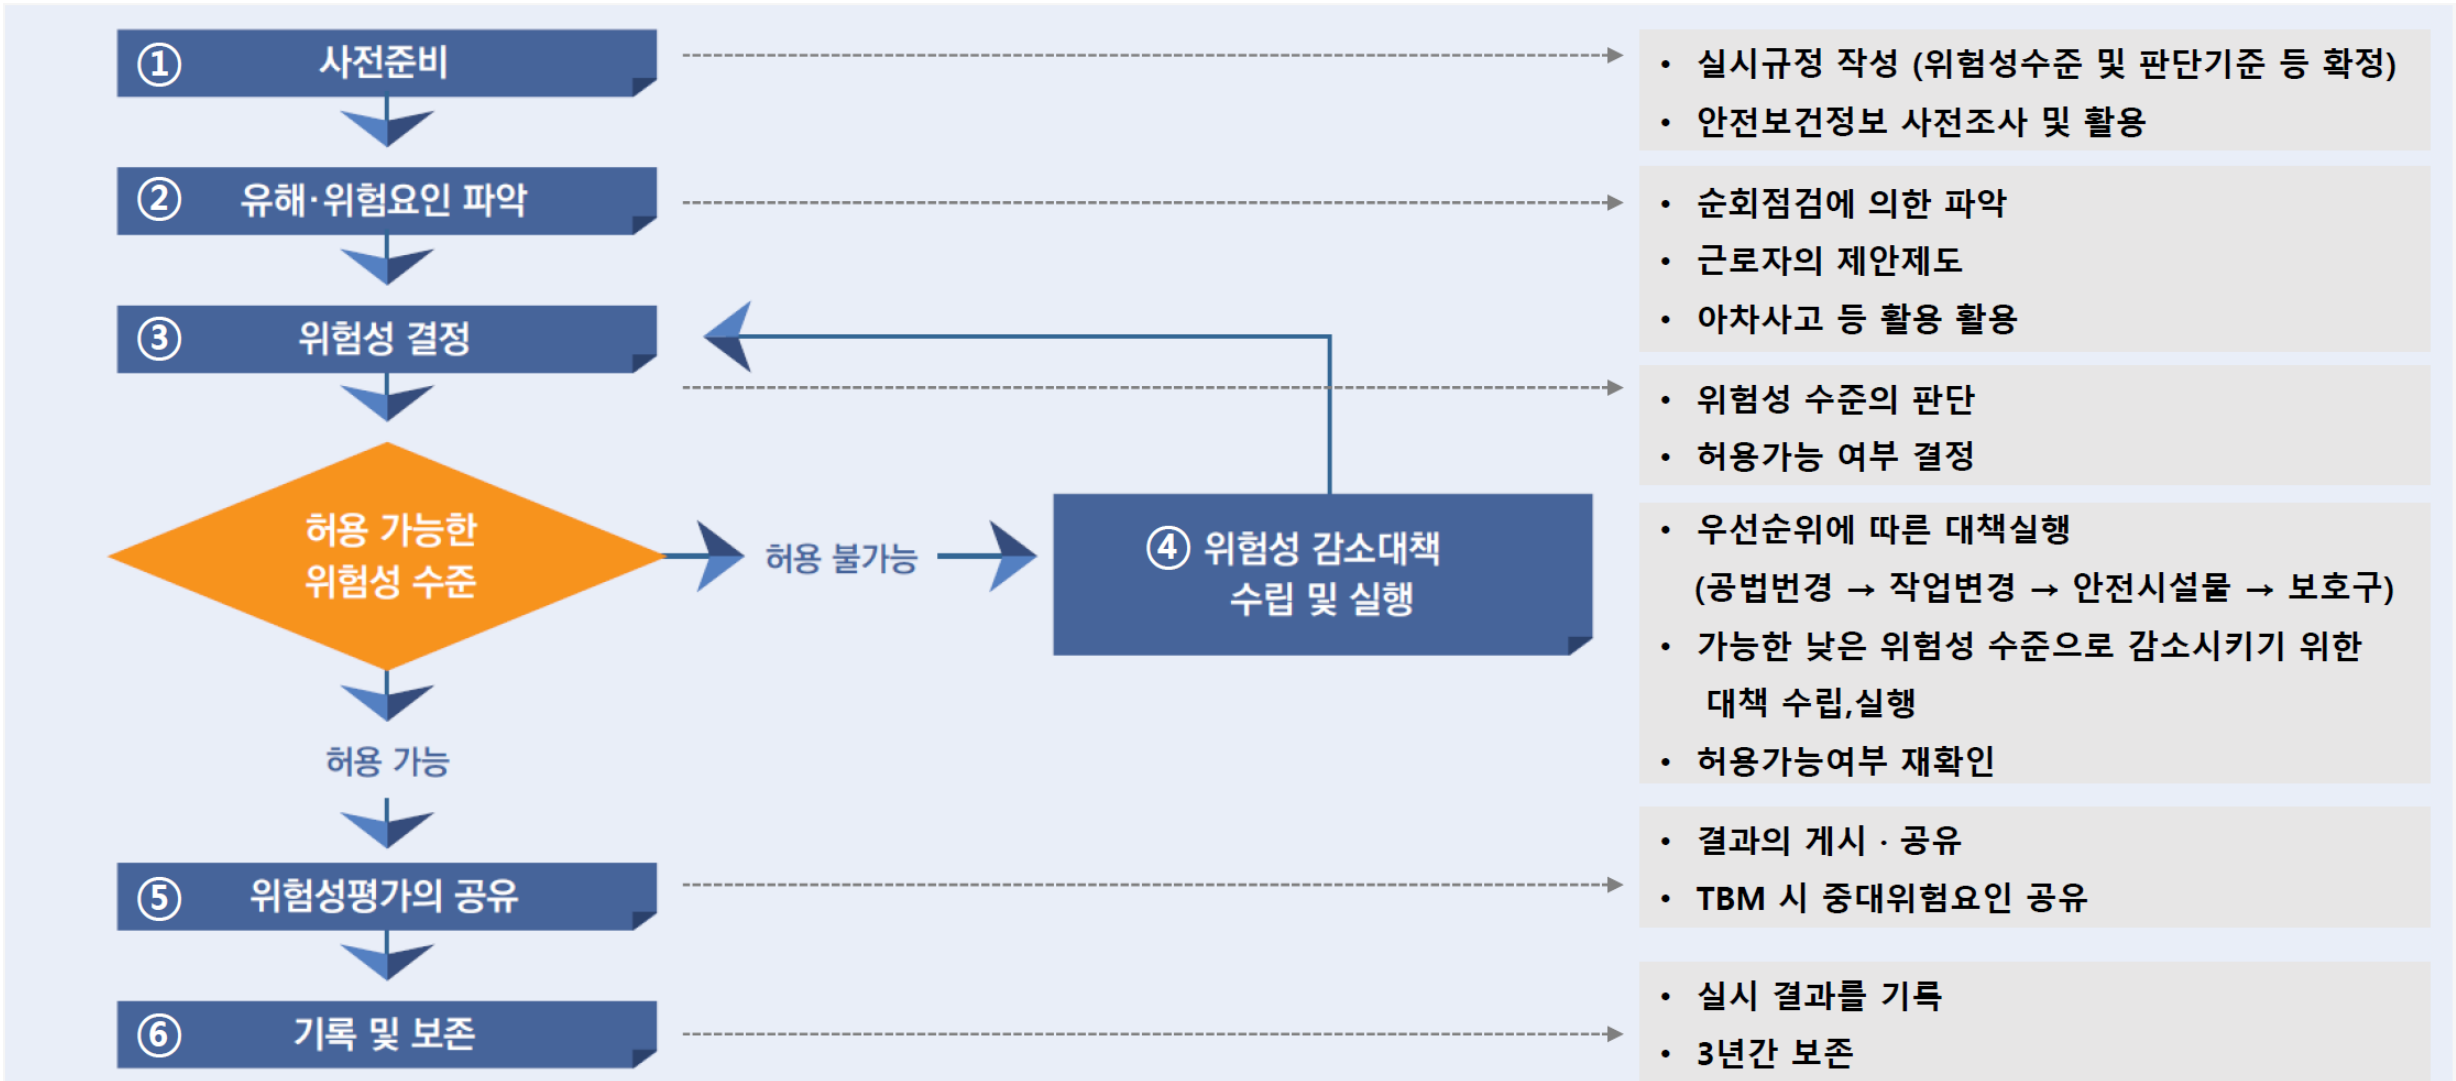 ① 사전준비
• 실시규정 작성 (위험성수준 및 판단기준 등 확정)
• 안전보건정보 사전조사 및 활용
② 유해·위험요인 파악
• 순회점검에 의한 파악
• 근로자의 제안제도
• 아차사고 등 활용 활용
③ 위험성 결정
• 위험성 수준의 판단
• 허용가능 여부 결정
허용 가능한
위험성 수준
허용 불가능
④ 위험성 감소대책
수립 및 실행
• 우선순위에 따른 대책실행
(공법번경 → 작업변경 → 안전시설물 → 보호구)
• 가능한 낮은 위험성 수준으로 감소시키기 위한
대책 수립,실행
• 허용가능여부 재확인
허용 가능
⑤ 위험성평가의 공유
• 결과의 게시 · 공유
• TBM 시 중대위험요인 공유
⑥ 기록 및 보존
• 실시 결과를 기록
• 3년간 보존